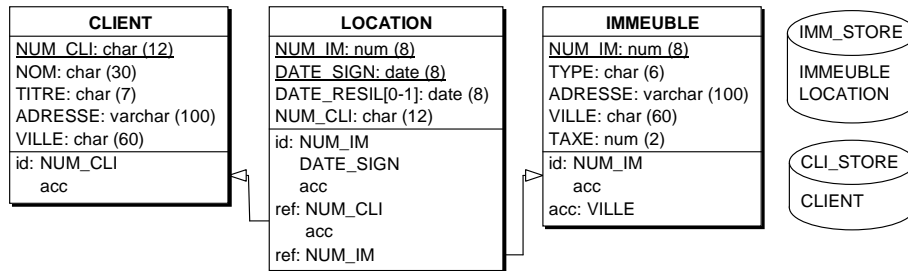 CLIENT
NUM_CLI: char (12)
NOM: char (30)
TITRE: char (7)
ADRESSE: varchar (100)
VILLE: char (60)
id: NUM_CLI
acc
LOCATION
NUM_IM: num (8)
DATE_SIGN: date (8)
DATE_RESIL[0-1]: date (8)
NUM_CLI: char (12)
id: NUM_IM
DATE_SIGN
acc
ref: NUM_CLI
acc
ref: NUM_IM
IMMEUBLE
NUM_IM: num (8)
TYPE: char (6)
ADRESSE: varchar (100)
VILLE: char (60)
TAXE: num (2)
id: NUM_IM
acc
acc: VILLE
IMM_STORE
IMMEUBLE
LOCATION
CLI_STORE
CLIENT